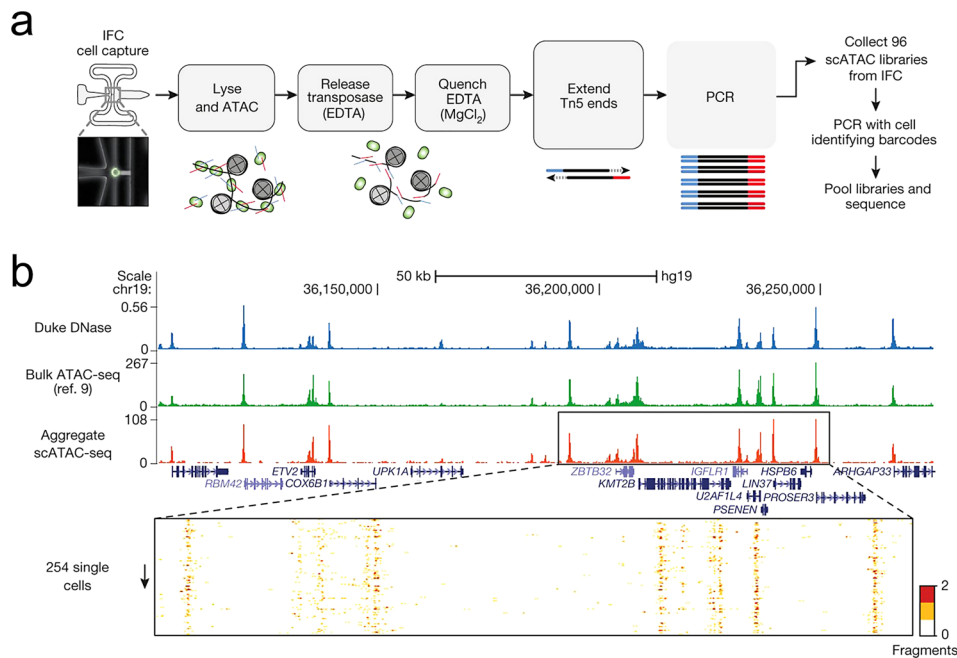 a
IFC
cell capture
Lyse
and ATAC
Release
transposase
(EDTA)
Quench
EDTA
(MgCl₂)
Extend
Tn5 ends
PCR
Collect 96
scATAC libraries
from IFC
PCR with cell
identifying barcodes
Pool libraries and
sequence
b
Scale
chr19:
50 kb
hg19
36,150,000
36,200,000
36,250,000
0.56
Duke DNase
0
267
Bulk ATAC-seq
(ref. 9)
0
108
Aggregate
scATAC-seq
0
ETV2
UPK1A
ZBTB32
IGFLR1
HSPB6
ARHGAP33
RBM42
COX6B1
KMT2B
LIN37
U2AF1L4
PROSER3
PSENEN
254 single
cells
2
0
Fragments